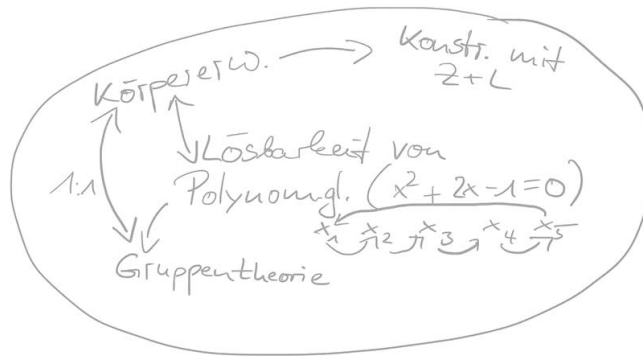 Körpererw.
Konstr. mit
Z+L
1:1
Lösbarkeit von
Polynomgl. (x² + 2x - 1 = 0)
x₁ x₂ x₃ x₄ x₅
Gruppentheorie